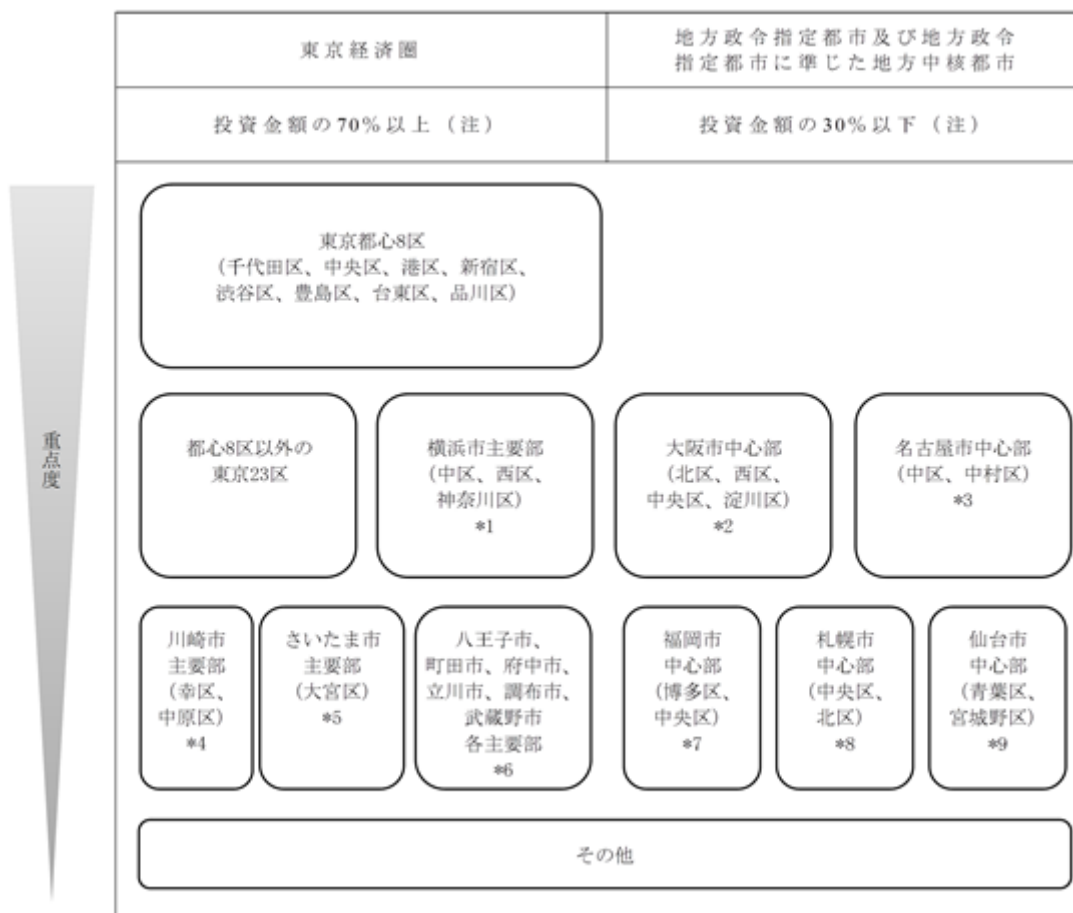 東京経済圏
地方政令指定都市及び地方政令
指定都市に準じた地方中核都市
投資金額の70%以上（注）
投資金額の30%以下（注）
重点度
東京都心8区
（千代田区、中央区、港区、新宿区、
渋谷区、豊島区、台東区、品川区）
都心8区以外の
東京23区
横浜市主要部
（中区、西区、
神奈川区）
*1
大阪市中心部
（北区、西区、
中央区、淀川区）
*2
名古屋市中心部
（中区、中村区）
*3
川崎市
主要部
（幸区、
中原区）
*4
さいたま市
主要部
（大宮区）
*5
八王子市、
町田市、府中市、
立川市、調布市、
武蔵野市
各主要部
*6
福岡市
中心部
（博多区、
中央区）
*7
札幌市
中心部
（中央区、
北区）
*8
仙台市
中心部
（青葉区、
宮城野区）
*9
その他